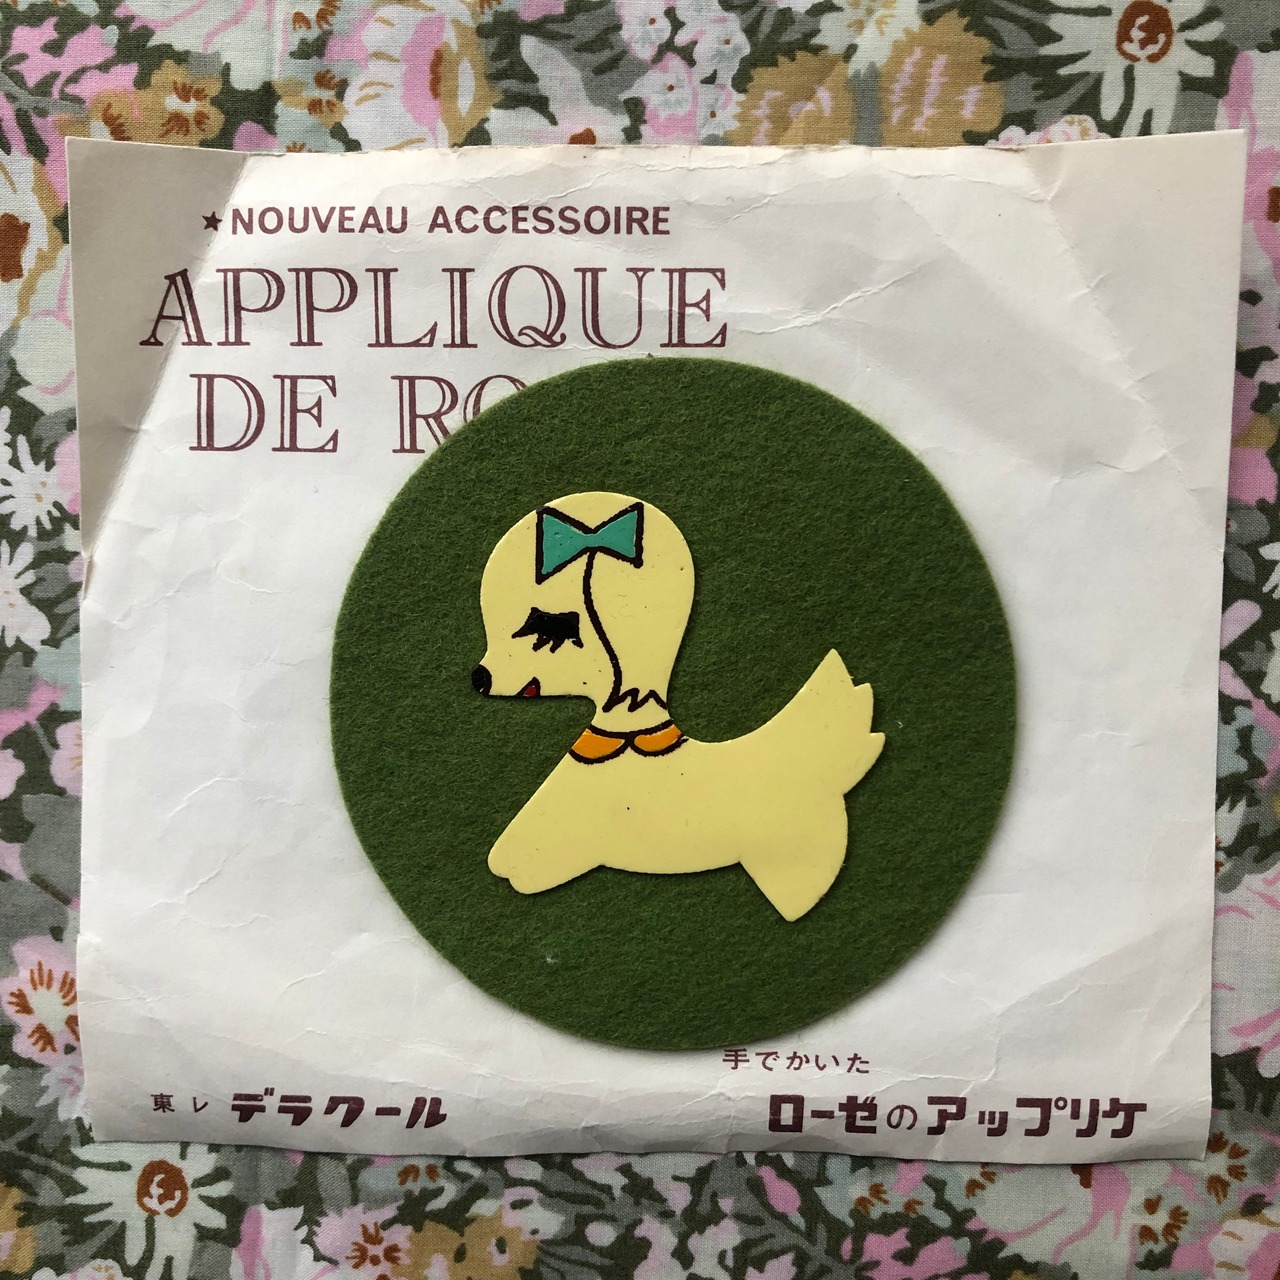 ★NOUVEAU ACCESSOIRE
APPLIQUE
DE
手でかいた
東レ デラクール
ローゼのアップリケ